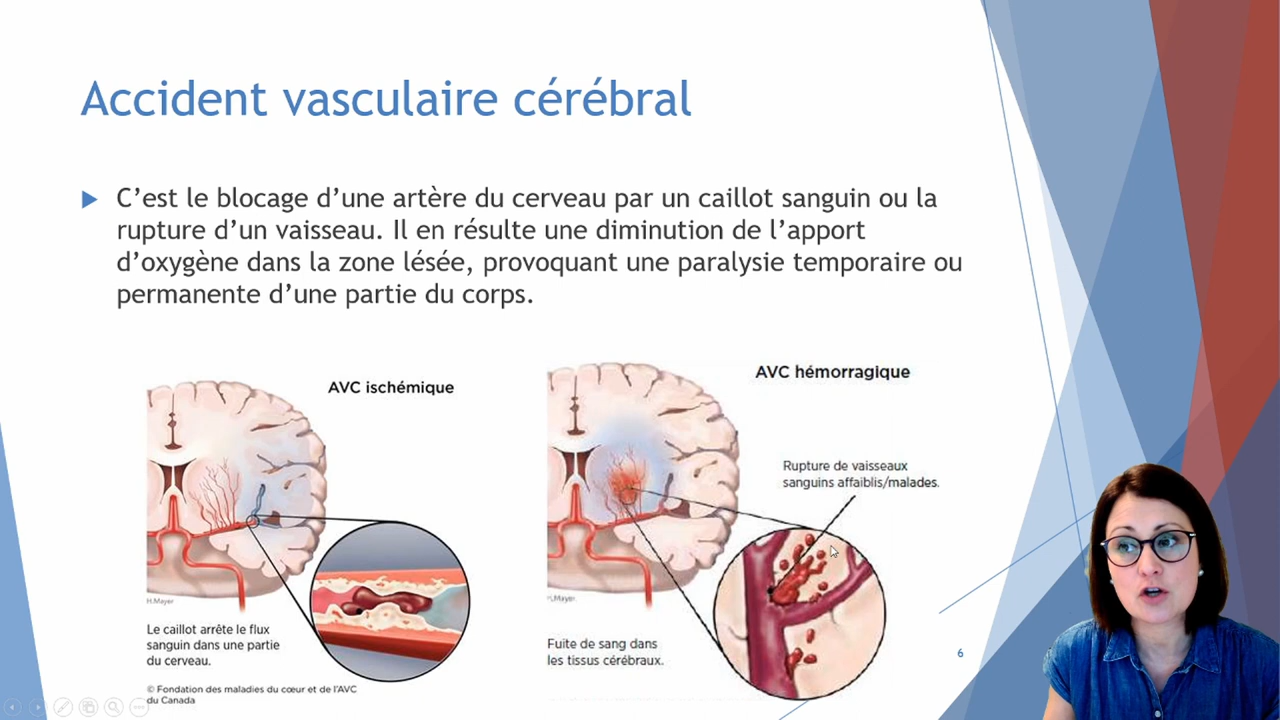 Accident vasculaire cérébral
C’est le blocage d’une artère du cerveau par un caillot sanguin ou la
rupture d’un vaisseau. Il en résulte une diminution de l’apport
d’oxygène dans la zone lésée, provoquant une paralysie temporaire ou
permanente d’une partie du corps.
AVC ischémique
H.Mayer
Le caillot arrête le flux
sanguin dans une partie
du cerveau.
© Fondation des maladies du cœur et de l’AVC
du Canada
AVC hémorragique
Rupture de vaisseaux
sanguins affaiblis/malades.
H.Mayer.
Fuite de sang dans
les tissus cérébraux.
6